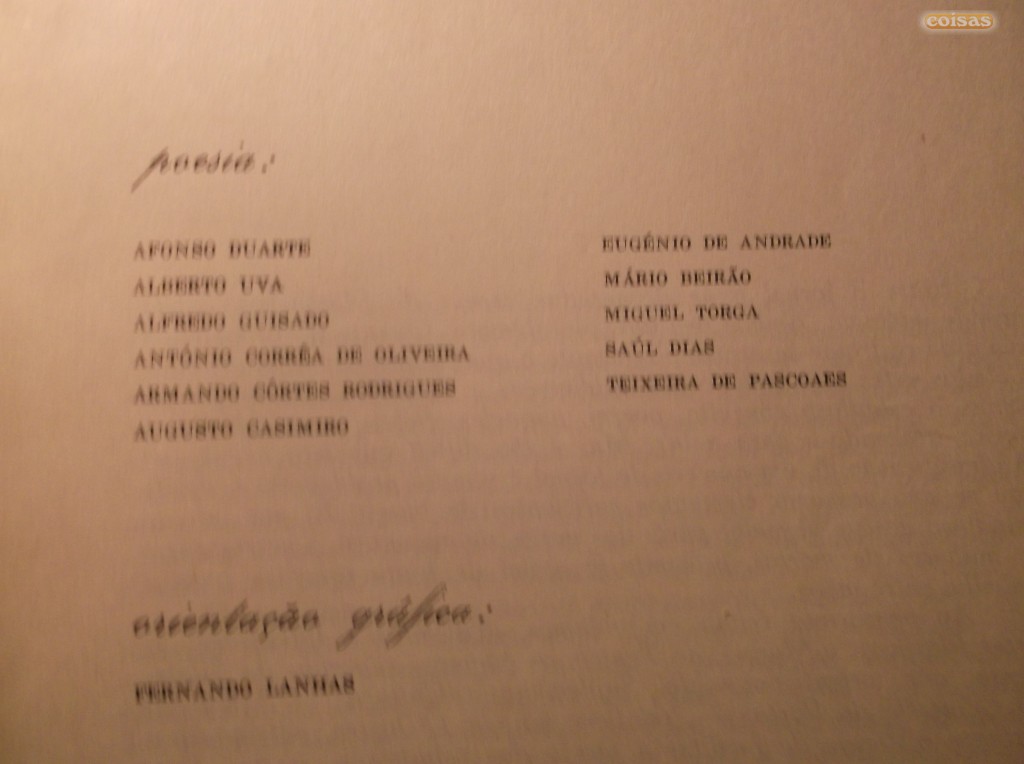 coisas
poesia:
AFONSO DUARTE
ALBERTO UVA
ALFREDO GUISADO
ANTÓNIO CORRÊA DE OLIVEIRA
ARMANDO CÔRTES RODRIGUES
AUGUSTO CASIMIRO
EUGÉNIO DE ANDRADE
MÁRIO BEIRÃO
MIGUEL TORGA
SAÚL DIAS
TEIXEIRA DE PASCOAES
orientação gráfica:
FERNANDO LANHAS